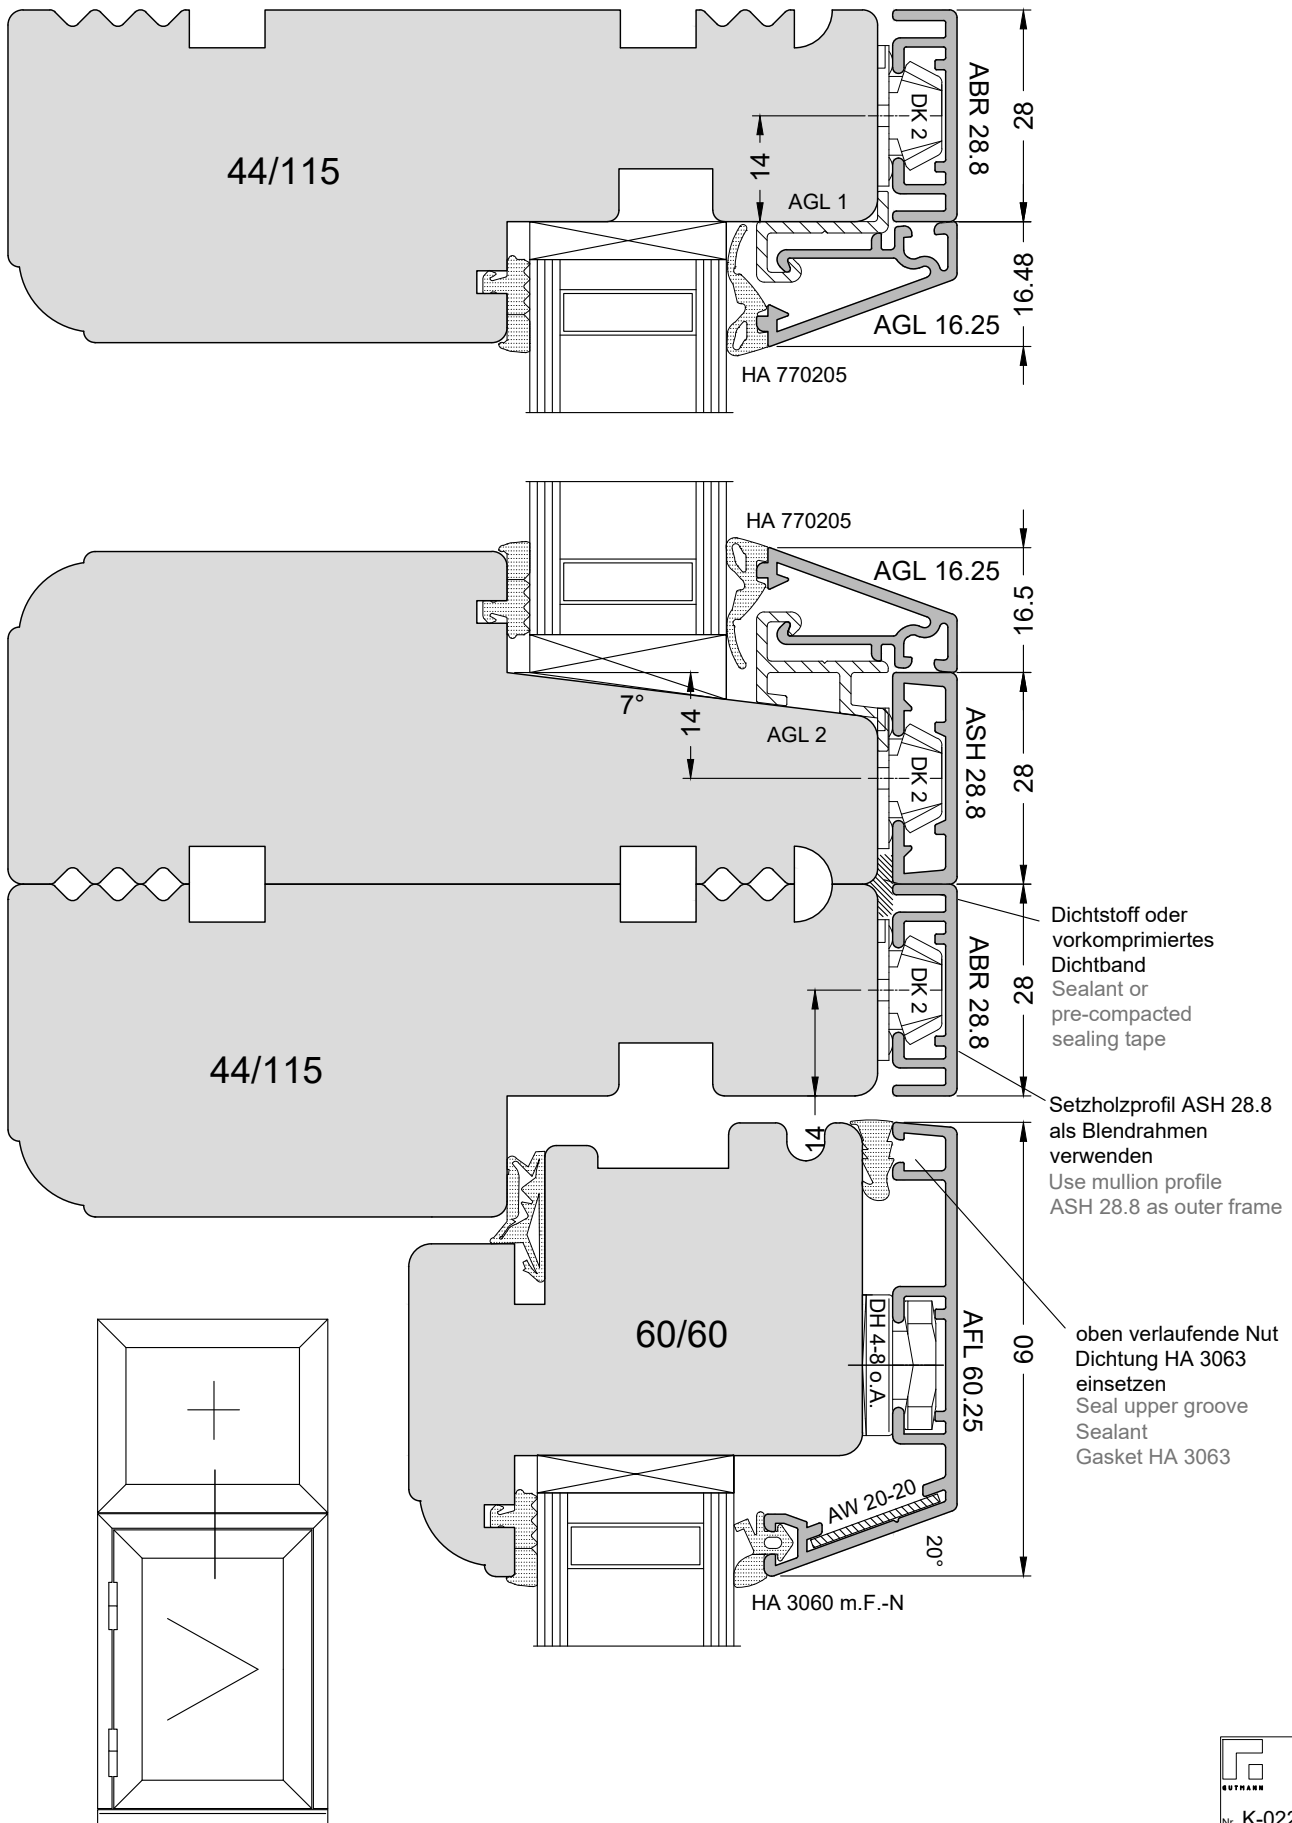 28
ABR 28.8
DK 2
44/115
14
AGL 1
16.48
AGL 16.25
HA 770205
HA 770205
AGL 16.25
16.5
7°
14
AGL 2
DK 2
ASH 28.8
28
Dichtstoff oder
vorkomprimiertes
Dichtband
Sealant or
pre-compacted
sealing tape
DK 2
ABR 28.8
28
44/115
14
Setzholzprofil ASH 28.8
als Blendrahmen
verwenden
Use mullion profile
ASH 28.8 as outer frame
60/60
DH 4-8 o.A.
AFL 60.25
60
oben verlaufende Nut
Dichtung HA 3063
einsetzen
Seal upper groove
Sealant
Gasket HA 3063
AW 20-20
20°
HA 3060 m.F.-N
GUTMANN
Nr. K-022